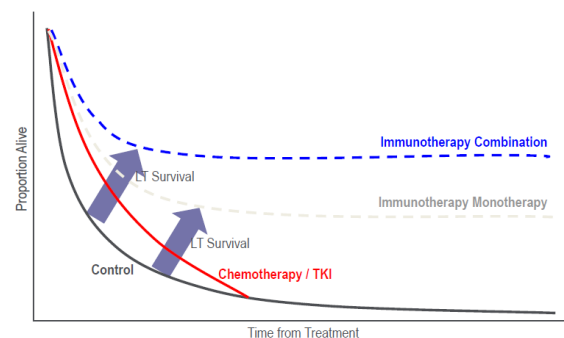 Proportion Alive
Immunotherapy Combination
LT Survival
Immunotherapy Monotherapy
LT Survival
Control
Chemotherapy / TKI
Time from Treatment